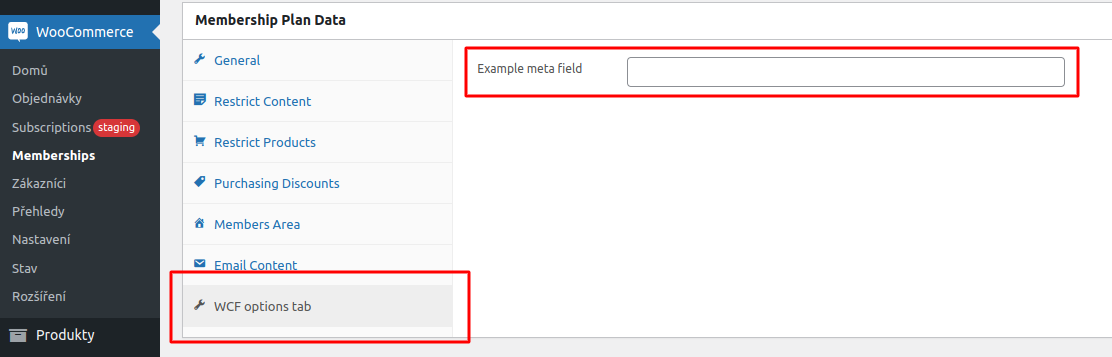 WOO WooCommerce
Domů
Objednávky
Subscriptions staging
Memberships
Zákazníci
Přehledy
Nastavení
Stav
Rozšíření
Produkty
Membership Plan Data
General
Restrict Content
Restrict Products
Purchasing Discounts
Members Area
Email Content
WCF options tab
Example meta field